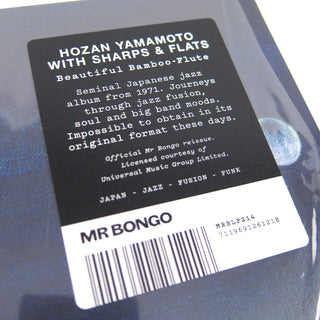 HOZAN YAMAMOTO
WITH SHARPS & FLATS
Beautiful Bamboo-Flute
Seminal Japanese jazz
album from 1971. Journeys
through jazz fusion,
soul and big band moods.
Impossible to obtain in its
original format these days.
Official Mr Bongo reissue.
Licensed courtesy of
Universal Music Group Limited.
JAPAN - JAZZ - FUSION - FUNK
MR BONGO
MRBLP214
7119691261218